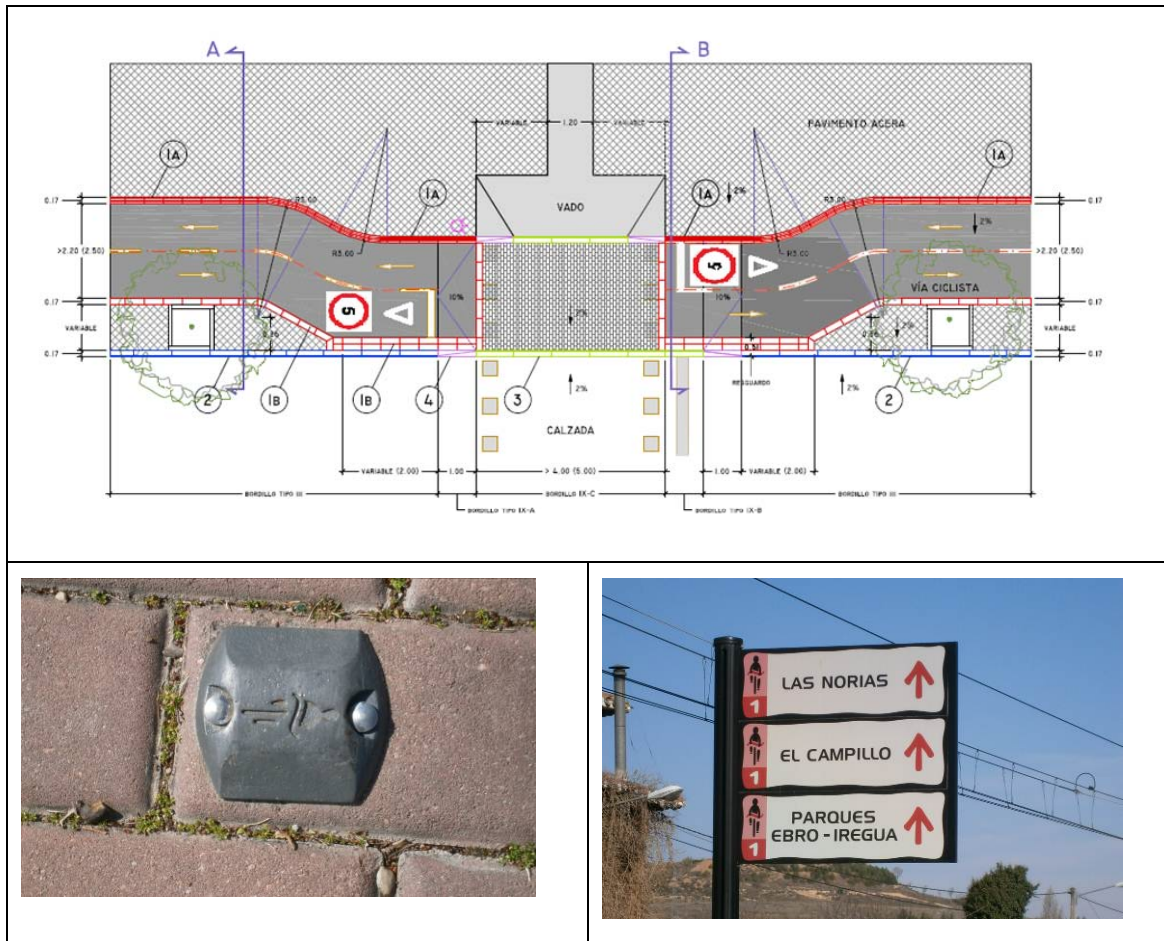 A
B
VARIABLE
1.20
VARIABLE
PAVIMENTO ACERA
1A
1A
1A
1A
2%
0.17
R3.00
VADO
R3.00
2%
0.17
>2.20 (2.50)
R3.00
R3.00
>2.20 (2.50)
5
5
10%
10%
VÍA CICLISTA
0.17
0.17
VARIABLE
2%
2%
VARIABLE
0.17
0.51
0.17
2
1B
1B
4
3
2%
RESGUARDO
2%
2
CALZADA
VARIABLE (2.00)
1.00
> 4.00 (5.00)
1.00
VARIABLE (2.00)
BORDILLO TIPO III
BORDILLO IX-C
BORDILLO TIPO III
BORDILLO TIPO IX-A
BORDILLO TIPO IX-B
LAS NORIAS
1
EL CAMPILLO
1
PARQUES
EBRO - IREGUA
1